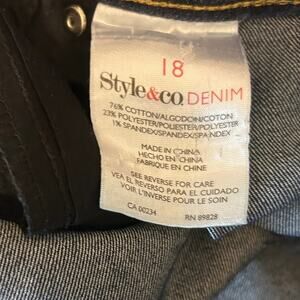 18
Style&co. DENIM
76% COTTON/ALGODON/COTON
23% POLYESTER/POLIESTER/POLYESTER
1% SPANDEX/SPANDEX/SPANDEX
MADE IN CHINA
HECHO EN CHINA
FABRIQUE EN CHINE
SEE REVERSE FOR CARE
VEA EL REVERSO PARA EL CUIDADO
VOIR L'INVERSE POUR LE SOIN
CA 00234 RN 89828